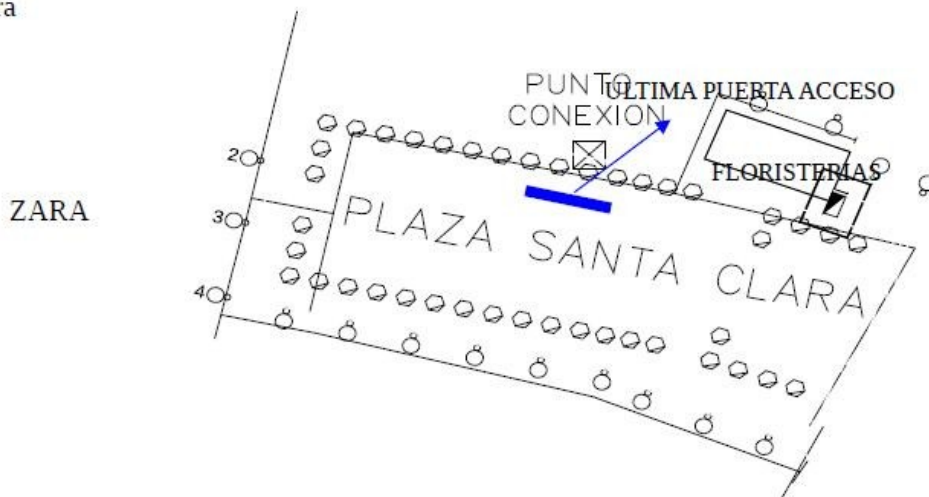 ra
PUNTO
CONEXION
ULTIMA PUERTA ACCESO
FLORISTERIAS
2
3
4
ZARA
PLAZA SANTA CLARA